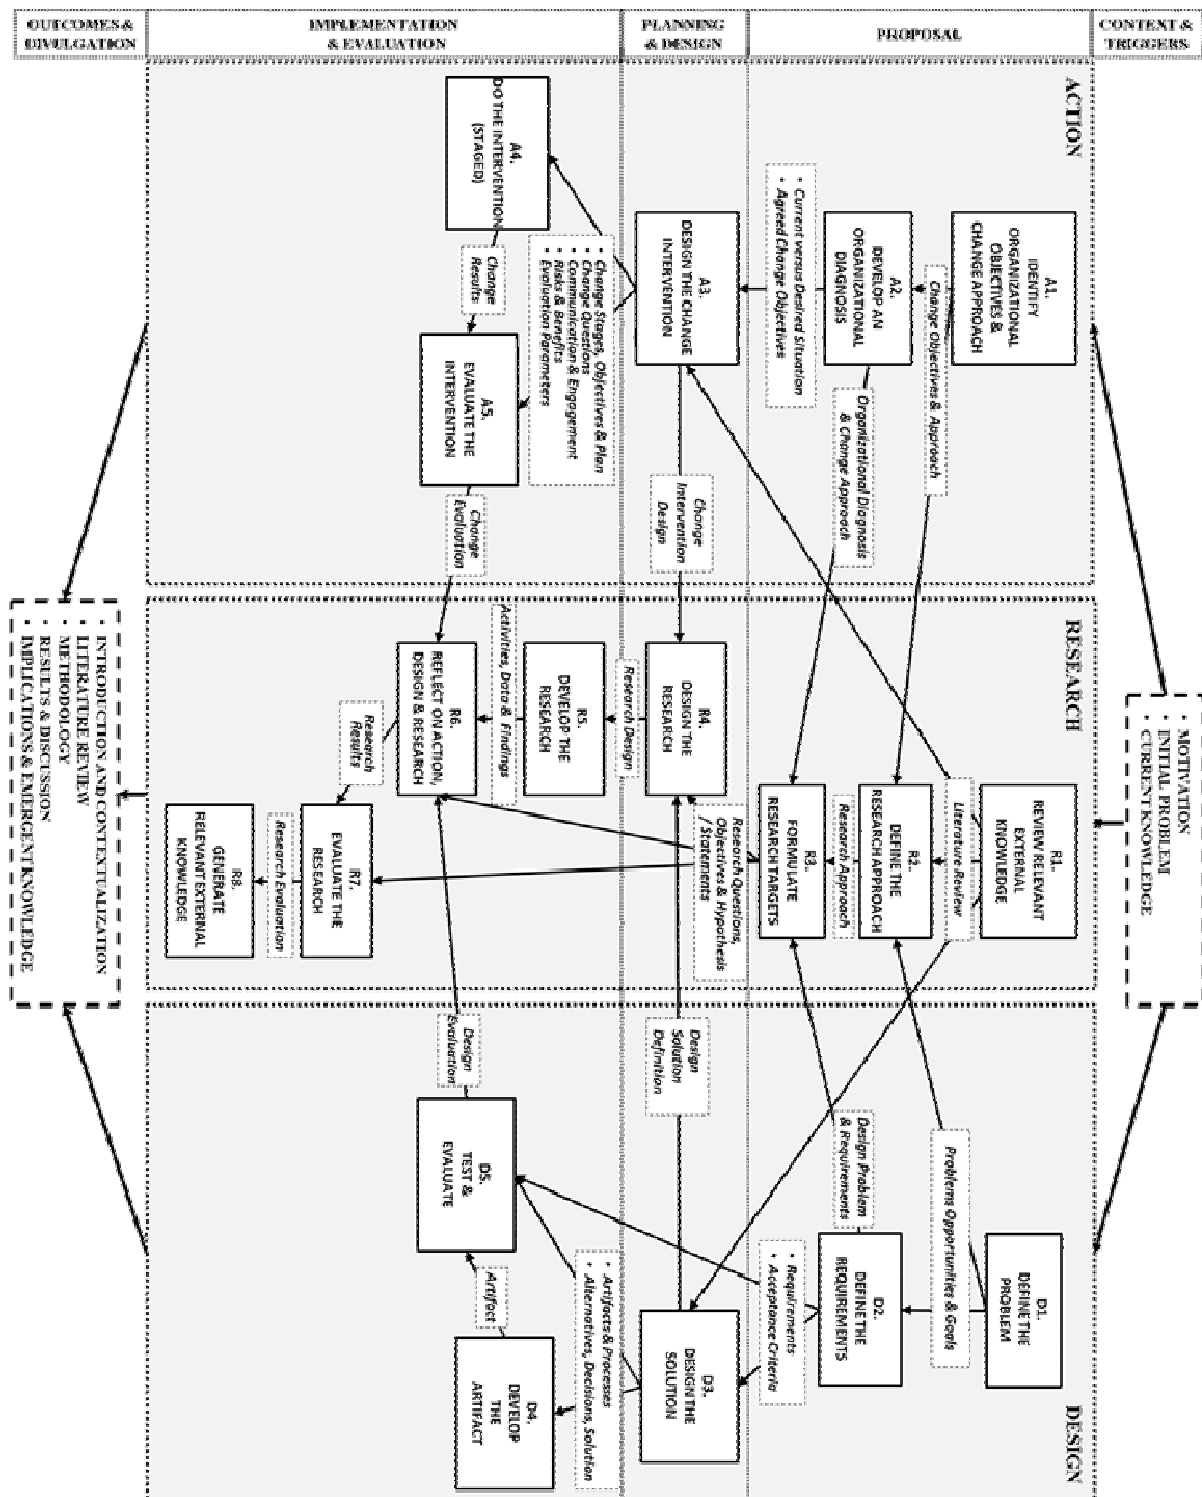 CONTEXT &
TRIGGERS
PROPOSAL
PLANNING
& DESIGN
IMPLEMENTATION
& EVALUATION
OUTCOMES &
DIVULGATION
• MOTIVATION
• INITIAL PROBLEM
• CURRENT KNOWLEDGE
ACTION
A1.
IDENTIFY
ORGANIZATIONAL
OBJECTIVES &
CHANGE APPROACH
Change Objectives & Approach
A2.
DEVELOP AN
ORGANIZATIONAL
DIAGNOSIS
Organizational Diagnosis
& Change Approach
• Current versus Desired Situation
• Agreed Change Objectives
A3.
DESIGN THE CHANGE
INTERVENTION
Change
Intervention
Design
• Change Stages, Objectives & Plan
• Change Questions
• Communication & Engagement
• Risks & Benefits
• Evaluation Parameters
A4.
DO THE INTERVENTION
(STAGED)
Change
Results
A5.
EVALUATE THE
INTERVENTION
Change
Evaluation
RESEARCH
R1.
REVIEW RELEVANT
EXTERNAL
KNOWLEDGE
Literature Review
R2.
DEFINE THE
RESEARCH APPROACH
Research Approach
R3.
FORMULATE
RESEARCH TARGETS
Research Questions,
Objectives & Hypothesis
/ Statements
R4.
DESIGN THE
RESEARCH
Research Design
R5.
DEVELOP THE
RESEARCH
Activities, Data & Findings
R6.
REFLECT ON ACTION,
DESIGN & RESEARCH
Research
Results
R7.
EVALUATE THE
RESEARCH
Research Evaluation
R8.
GENERATE
RELEVANT EXTERNAL
KNOWLEDGE
DESIGN
D1.
DEFINE THE
PROBLEM
Problems Opportunities & Goals
D2.
DEFINE THE
REQUIREMENTS
Design Problem
& Requirements
• Requirements
• Acceptance Criteria
D3.
DESIGN THE
SOLUTION
Design
Solution
Definition
• Artifacts & Processes
• Alternatives, Decisions, Solution
D4.
DEVELOP
THE
ARTIFACT
Artifact
D5.
TEST &
EVALUATE
Design
Evaluation
• INTRODUCTION AND CONTEXTUALIZATION
• LITERATURE REVIEW
• METHODOLOGY
• RESULTS & DISCUSSION
• IMPLICATIONS & EMERGENT KNOWLEDGE